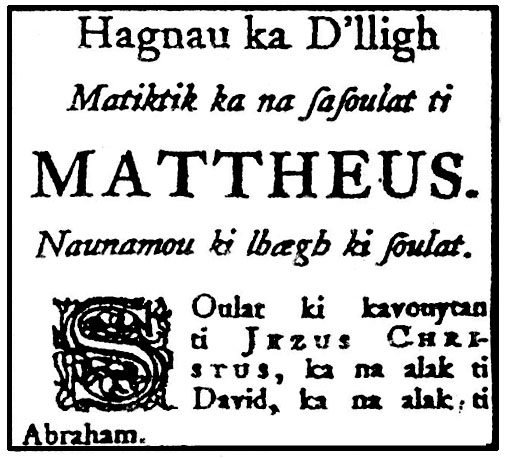 Hagnau ka D'lligh
Matiktik ka na ſaſoulat ti
MATTHEUS.
Naunamou ki lbægh ki ſoulat.
Soulat ki kavouytan
ti JEZUS CHRI-
STUS, ka na alak ti
David, ka na alak ti
Abraham.